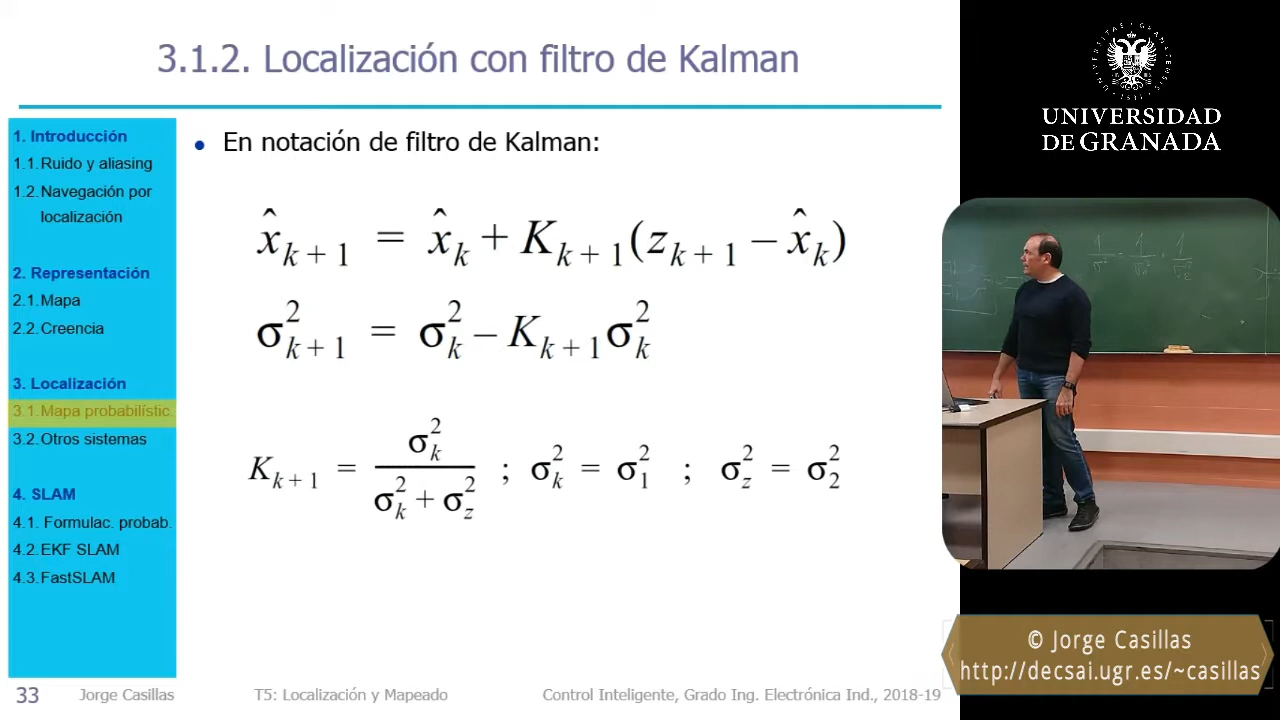 3.1.2. Localización con filtro de Kalman
1. Introducción
1.1. Ruido y aliasing
1.2. Navegación por
localización
2. Representación
2.1. Mapa
2.2. Creencia
3. Localización
3.1. Mapa probabilístic.
3.2. Otros sistemas
4. SLAM
4.1. Formulac. probab.
4.2. EKF SLAM
4.3. FastSLAM
• En notación de filtro de Kalman:
x̂_{k+1} = x̂_k + K_{k+1}(z_{k+1} − x̂_k)
σ²_{k+1} = σ²_k − K_{k+1}σ²_k
K_{k+1} = σ²_k / (σ²_k + σ²_z) ; σ²_k = σ²_1 ; σ²_z = σ²_2
33 Jorge Casillas T5: Localización y Mapeado Control Inteligente, Grado Ing. Electrónica Ind., 2018-19
UNIVERSIDAD
DE GRANADA
© Jorge Casillas
http://decsai.ugr.es/~casillas